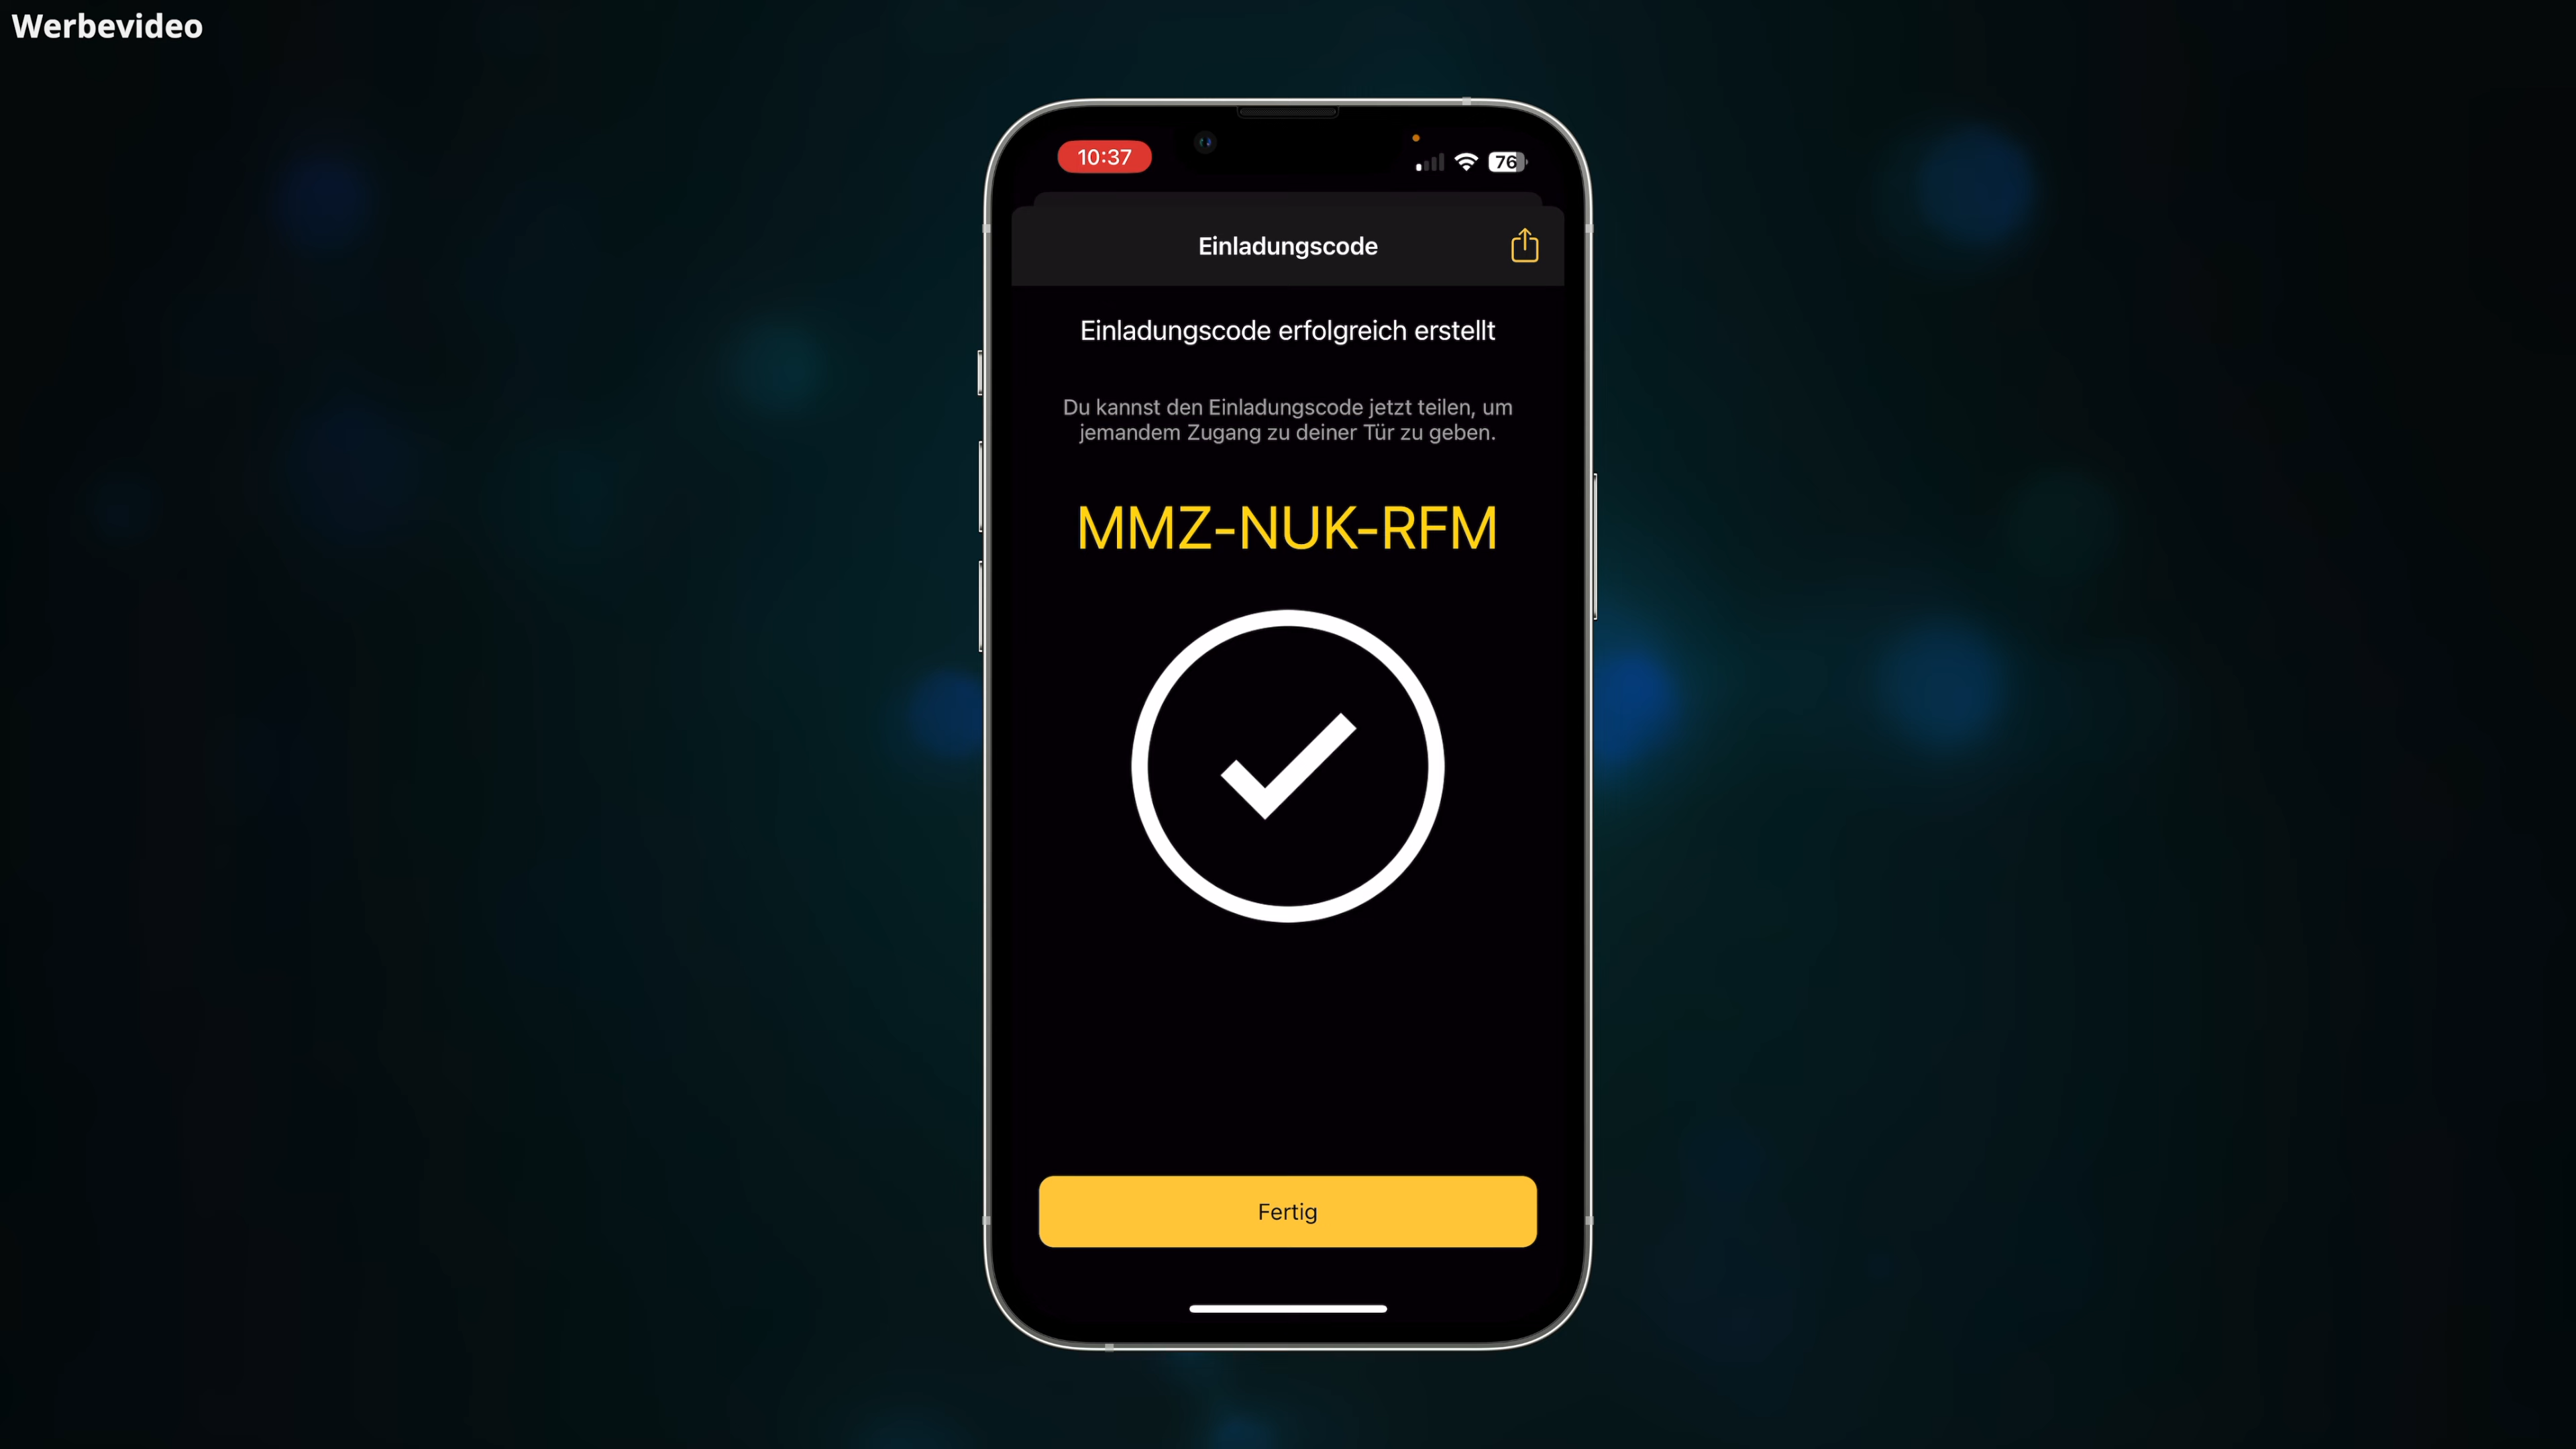 Werbevideo
10:37
76
Einladungscode
Einladungscode erfolgreich erstellt
Du kannst den Einladungscode jetzt teilen, um
jemandem Zugang zu deiner Tür zu geben.
MMZ-NUK-RFM
Fertig